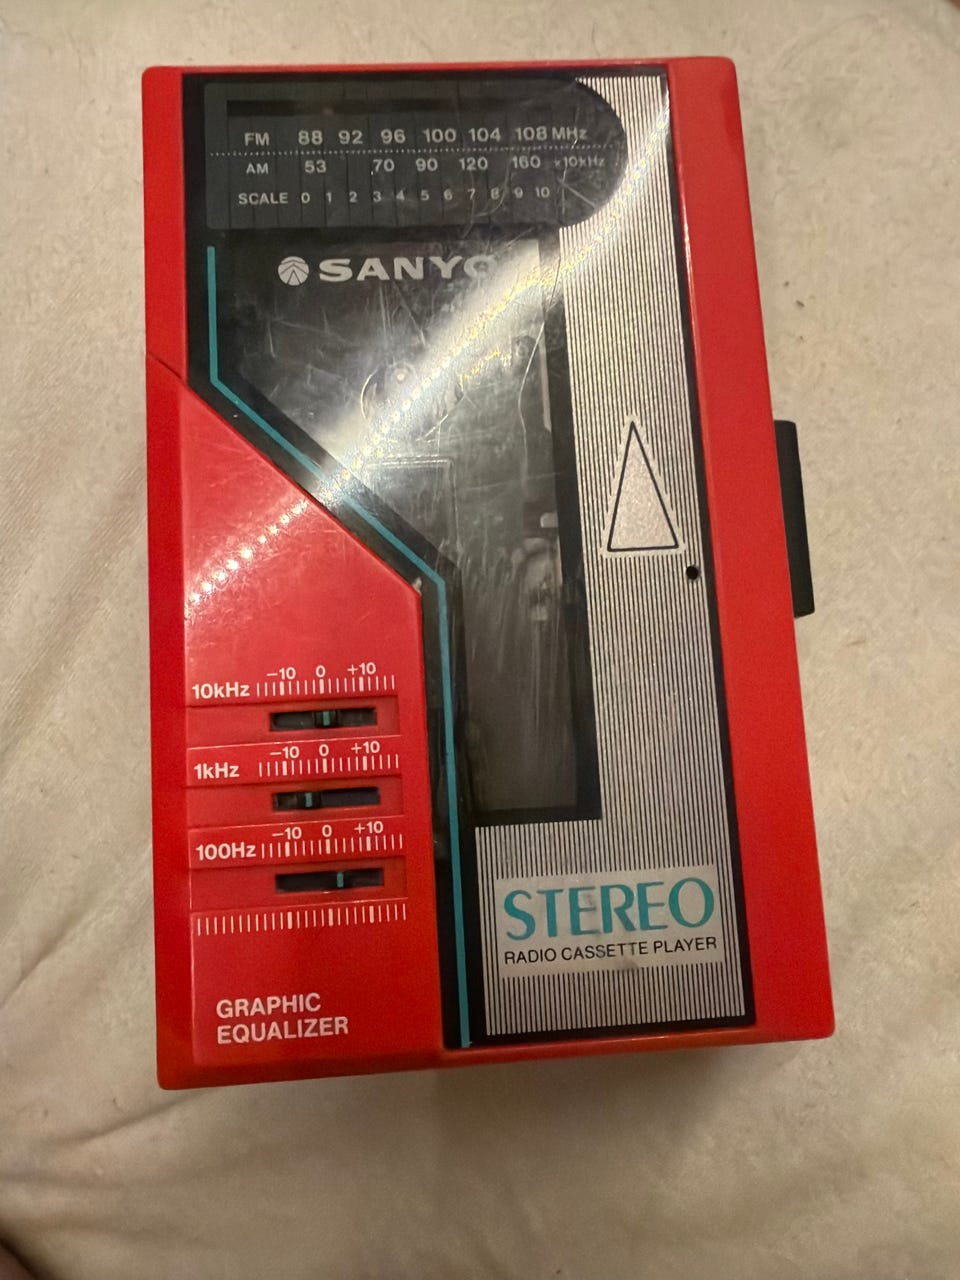 FM 88 92 96 100 104 108 MHz
AM 53 70 90 120 160 ×10kHz
SCALE 0 1 2 3 4 5 6 7 8 9 10
SANYO
−10 0 +10
10kHz
−10 0 +10
1kHz
−10 0 +10
100Hz
STEREO
RADIO CASSETTE PLAYER
GRAPHIC
EQUALIZER